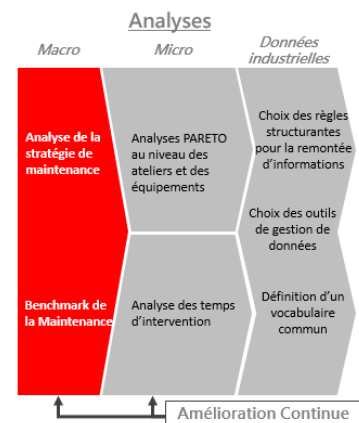 Analyses
Macro
Micro
Données
industrielles
Analyse de la
stratégie de
maintenance
Benchmark de
la Maintenance
Analyses PARETO
au niveau des
ateliers et des
équipements
Analyse des temps
d'intervention
Choix des règles
structurantes
pour la remontée
d'informations
Choix des outils
de gestion de
données
Définition d'un
vocabulaire
commun
Amélioration Continue